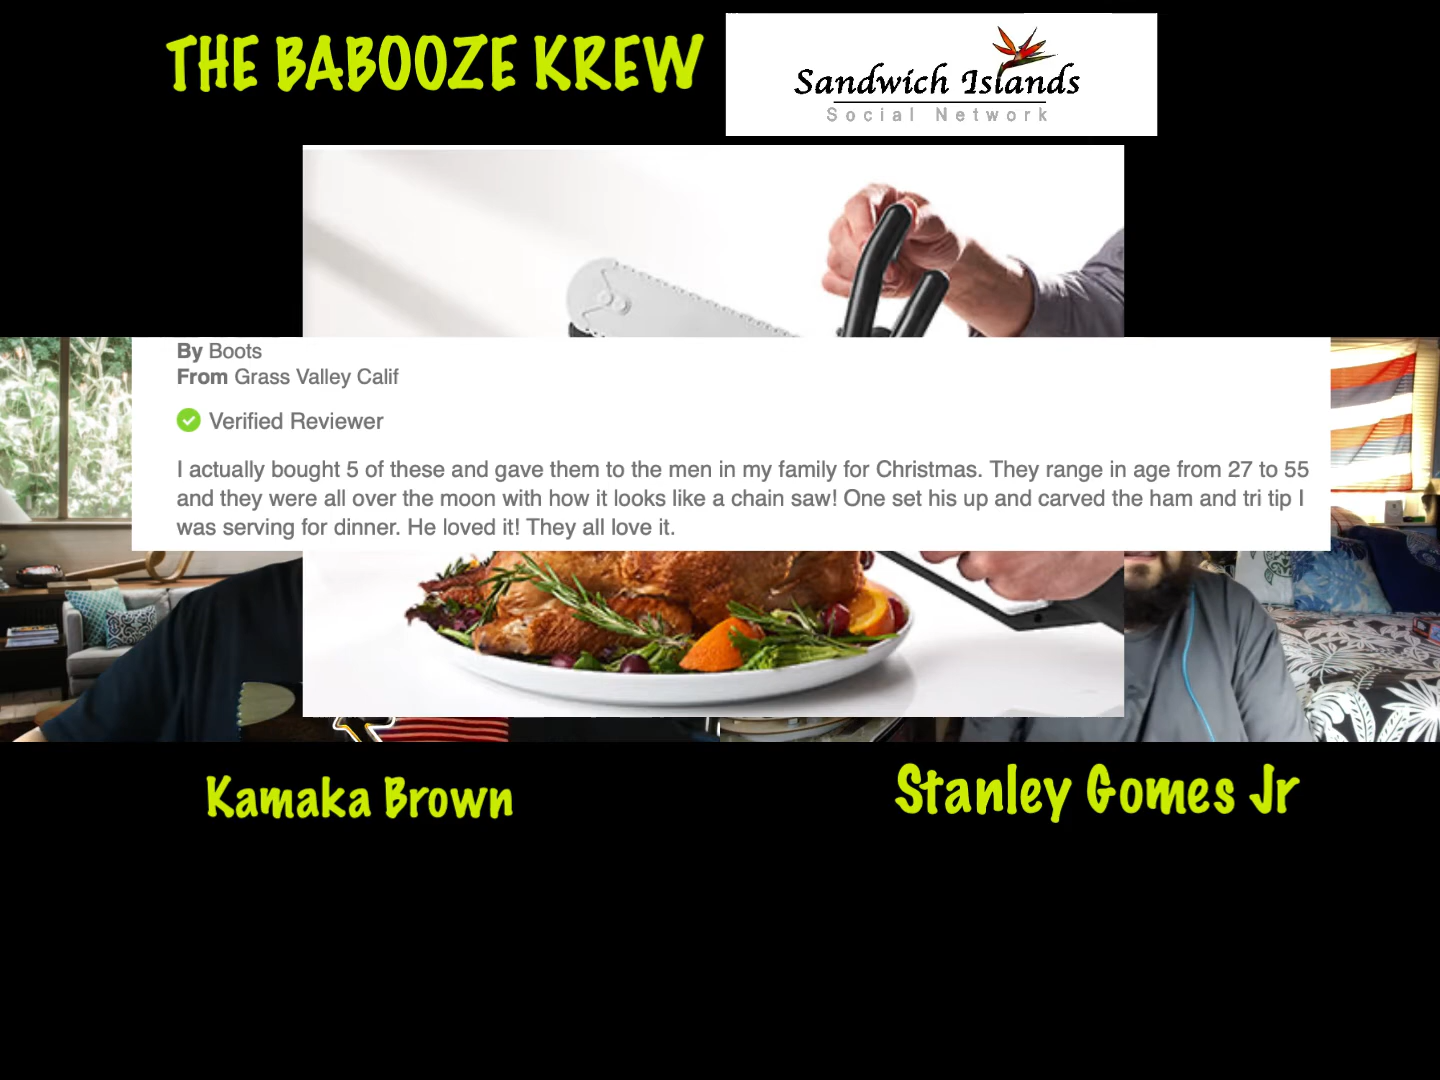 THE BABOOZE KREW
Sandwich Islands
Social Network
By Boots
From Grass Valley Calif
Verified Reviewer
I actually bought 5 of these and gave them to the men in my family for Christmas. They range in age from 27 to 55
and they were all over the moon with how it looks like a chain saw! One set his up and carved the ham and tri tip I
was serving for dinner. He loved it! They all love it.
Kamaka Brown
Stanley Gomes Jr